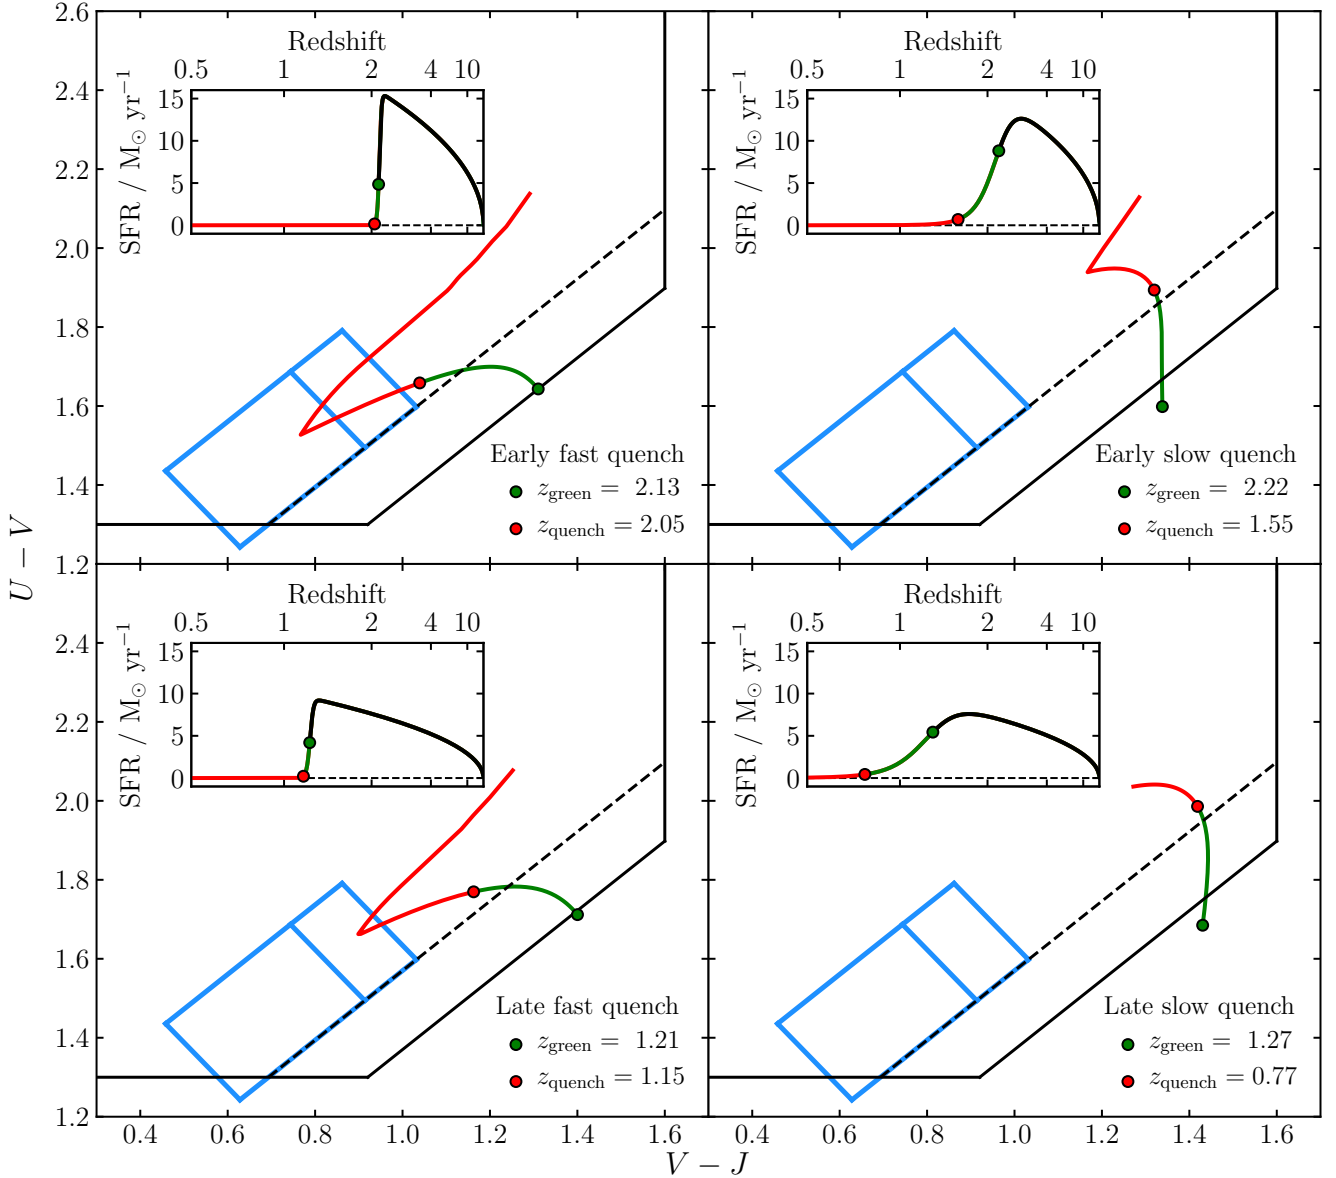 Redshift
0.5 1 2 4 10
SFR / M⊙ yr⁻¹
15
10
5
0
2.6
2.4
2.2
2.0
1.8
1.6
1.4
1.2
Early fast quench
z_green = 2.13
z_quench = 2.05
Redshift
0.5 1 2 4 10
SFR / M⊙ yr⁻¹
15
10
5
0
Early slow quench
z_green = 2.22
z_quench = 1.55
U − V
Redshift
0.5 1 2 4 10
SFR / M⊙ yr⁻¹
15
10
5
0
2.4
2.2
2.0
1.8
1.6
1.4
1.2
Late fast quench
z_green = 1.21
z_quench = 1.15
0.4 0.6 0.8 1.0 1.2 1.4 1.6
Redshift
0.5 1 2 4 10
SFR / M⊙ yr⁻¹
15
10
5
0
Late slow quench
z_green = 1.27
z_quench = 0.77
0.4 0.6 0.8 1.0 1.2 1.4 1.6
V − J